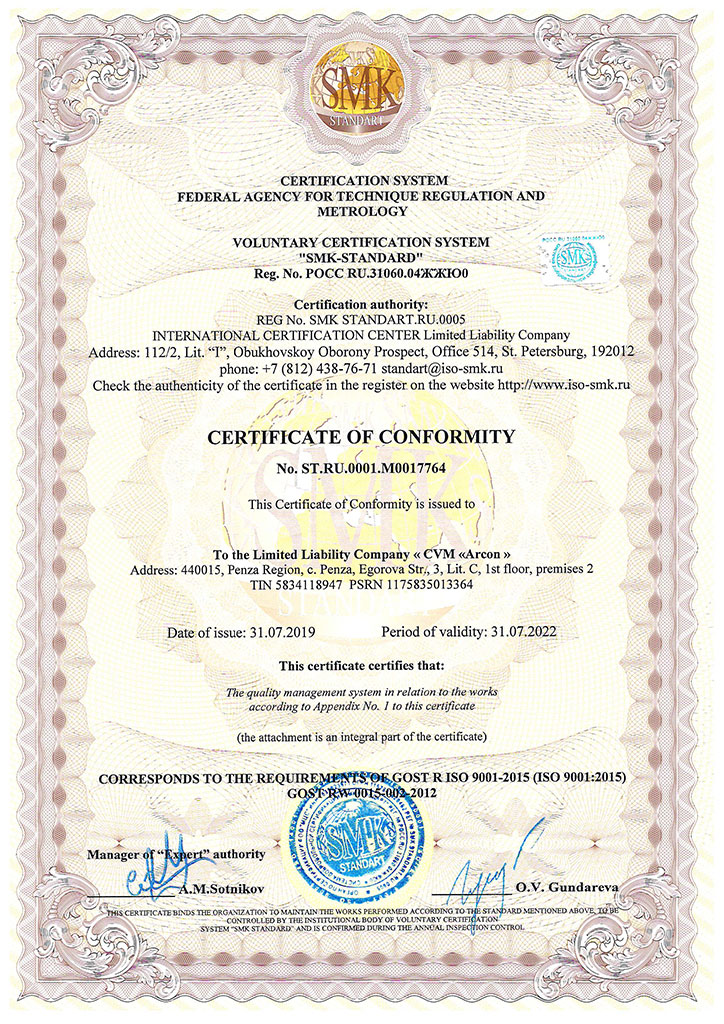 SMK
STANDART
CERTIFICATION SYSTEM
FEDERAL AGENCY FOR TECHNIQUE REGULATION AND
METROLOGY
VOLUNTARY CERTIFICATION SYSTEM
"SMK-STANDARD"
Reg. No. РОСС RU.31060.04ЖЖЮ0
SMK
Certification authority:
REG No. SMK STANDART.RU.0005
INTERNATIONAL CERTIFICATION CENTER Limited Liability Company
Address: 112/2, Lit. “I”, Obukhovskoy Oborony Prospect, Office 514, St. Petersburg, 192012
phone: +7 (812) 438-76-71 standart@iso-smk.ru
Check the authenticity of the certificate in the register on the website http://www.iso-smk.ru
CERTIFICATE OF CONFORMITY
No. ST.RU.0001.M0017764
This Certificate of Conformity is issued to
To the Limited Liability Company « CVM «Arcon »
Address: 440015, Penza Region, c. Penza, Egorova Str., 3, Lit. C, 1st floor, premises 2
TIN 5834118947 PSRN 1175835013364
Date of issue: 31.07.2019 Period of validity: 31.07.2022
This certificate certifies that:
The quality management system in relation to the works
according to Appendix No. 1 to this certificate
(the attachment is an integral part of the certificate)
CORRESPONDS TO THE REQUIREMENTS OF GOST R ISO 9001-2015 (ISO 9001:2015)
GOST RW 0015-002-2012
SMK
STANDART
Manager of “Expert” authority
A.M.Sotnikov O.V. Gundareva
THIS CERTIFICATE BINDS THE ORGANIZATION TO MAINTAIN THE WORKS PERFORMED ACCORDING TO THE STANDARD MENTIONED ABOVE, TO BE
CONTROLLED BY THE INSTITUTIONAL BODY OF VOLUNTARY CERTIFICATION
SYSTEM "SMK STANDARD" AND IS CONFIRMED DURING THE ANNUAL INSPECTION CONTROL